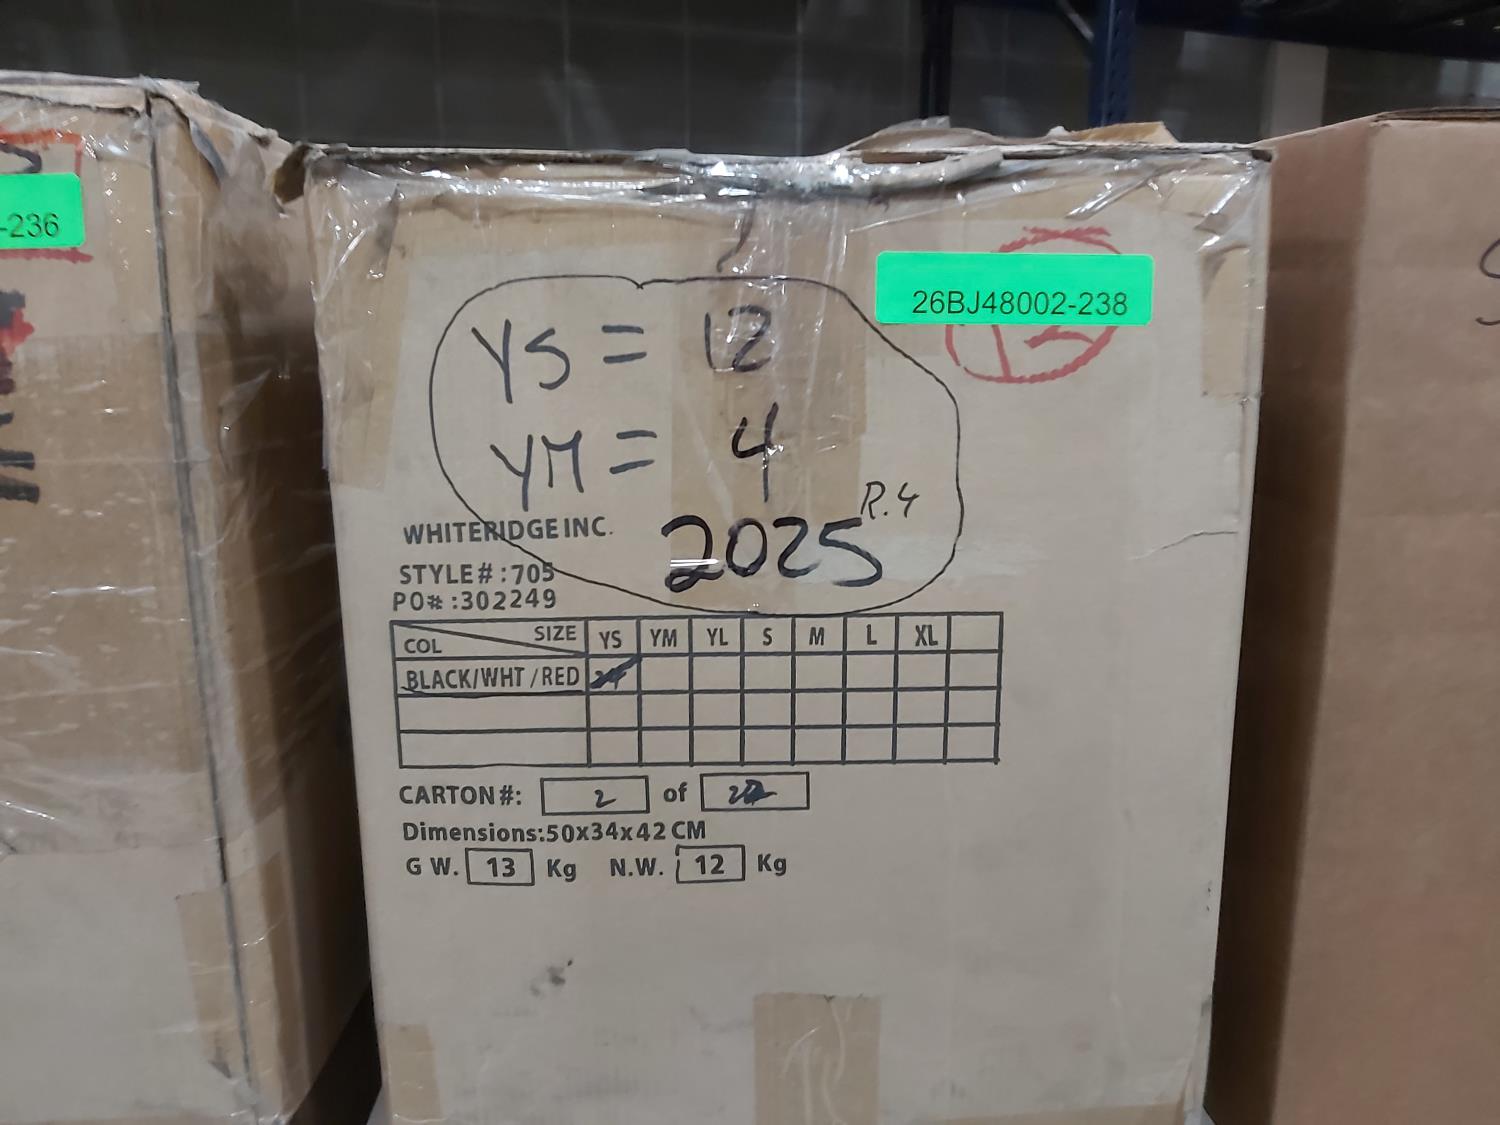 -236
26BJ48002-238
YS = 12
YM = 4
R.4
2025
WHITERIDGE INC.
STYLE# :705
PO# :302249
COL SIZE YS YM YL S M L XL
BLACK/WHT / RED
CARTON#: 2 of
Dimensions:50x34x42 CM
G W. 13 Kg N.W. 12 Kg